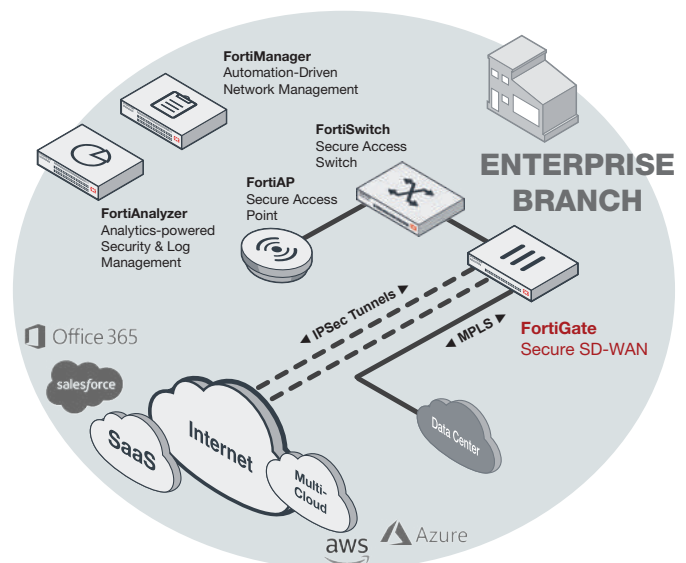 FortiManager
Automation-Driven
Network Management
FortiSwitch
Secure Access
Switch
ENTERPRISE
BRANCH
FortiAP
Secure Access
Point
FortiAnalyzer
Analytics-powered
Security & Log
Management
◄ IPSec Tunnels ►
◄ MPLS ►
FortiGate
Secure SD-WAN
Office 365
salesforce
SaaS
Internet
Multi-
Cloud
Data Center
aws
Azure